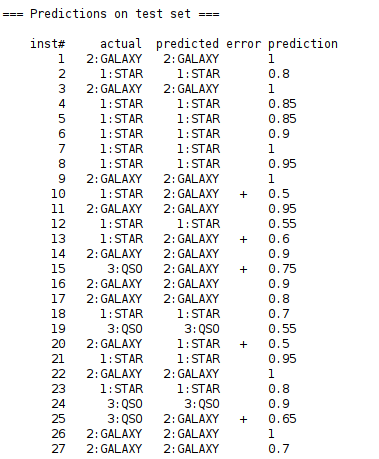 === Predictions on test set ===
inst# actual predicted error prediction
1 2:GALAXY 2:GALAXY 1
2 1:STAR 1:STAR 0.8
3 2:GALAXY 2:GALAXY 1
4 1:STAR 1:STAR 0.85
5 1:STAR 1:STAR 0.85
6 1:STAR 1:STAR 0.9
7 1:STAR 1:STAR 1
8 1:STAR 1:STAR 0.95
9 2:GALAXY 2:GALAXY 1
10 1:STAR 2:GALAXY + 0.5
11 2:GALAXY 2:GALAXY 0.95
12 1:STAR 1:STAR 0.55
13 1:STAR 2:GALAXY + 0.6
14 2:GALAXY 2:GALAXY 0.9
15 3:QSO 2:GALAXY + 0.75
16 2:GALAXY 2:GALAXY 0.9
17 2:GALAXY 2:GALAXY 0.8
18 1:STAR 1:STAR 0.7
19 3:QSO 3:QSO 0.55
20 2:GALAXY 1:STAR + 0.5
21 1:STAR 1:STAR 0.95
22 2:GALAXY 2:GALAXY 1
23 1:STAR 1:STAR 0.8
24 3:QSO 3:QSO 0.9
25 3:QSO 2:GALAXY + 0.65
26 2:GALAXY 2:GALAXY 1
27 2:GALAXY 2:GALAXY 0.7